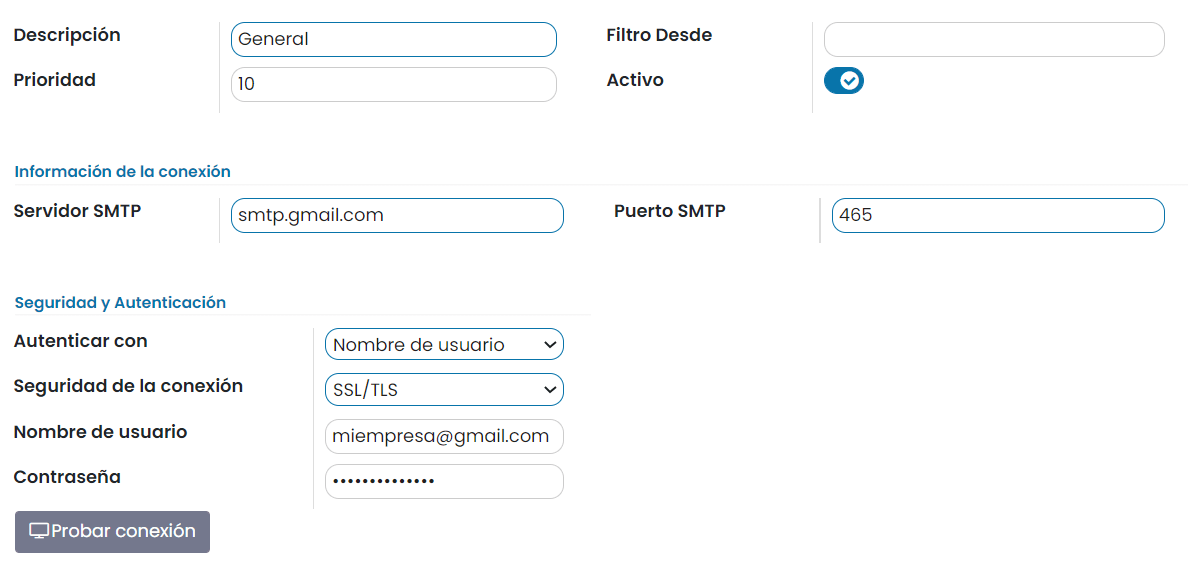 Descripción General Filtro Desde
Prioridad 10 Activo
Información de la conexión
Servidor SMTP smtp.gmail.com Puerto SMTP 465
Seguridad y Autenticación
Autenticar con Nombre de usuario
Seguridad de la conexión SSL/TLS
Nombre de usuario miempresa@gmail.com
Contraseña ••••••••••••••
Probar conexión